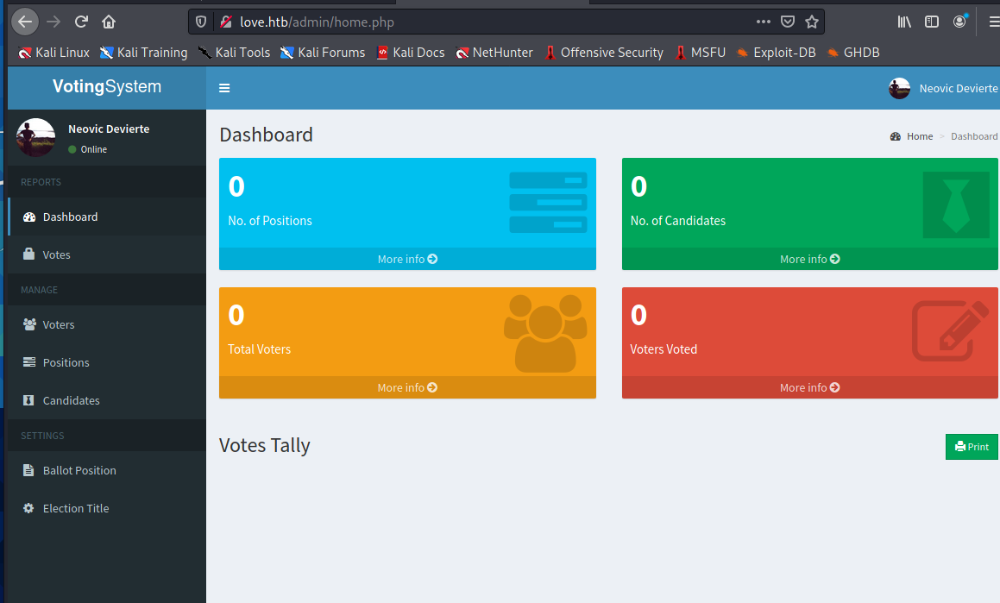 love.htb/admin/home.php
Kali Linux Kali Training Kali Tools Kali Forums Kali Docs NetHunter Offensive Security MSFU Exploit-DB GHDB
VotingSystem
Neovic Devierte
Neovic Devierte
Online
Dashboard
Home > Dashboard
REPORTS
Dashboard
Votes
MANAGE
Voters
Positions
Candidates
SETTINGS
Ballot Position
Election Title
0
No. of Positions
More info
0
No. of Candidates
More info
0
Total Voters
More info
0
Voters Voted
More info
Votes Tally
Print